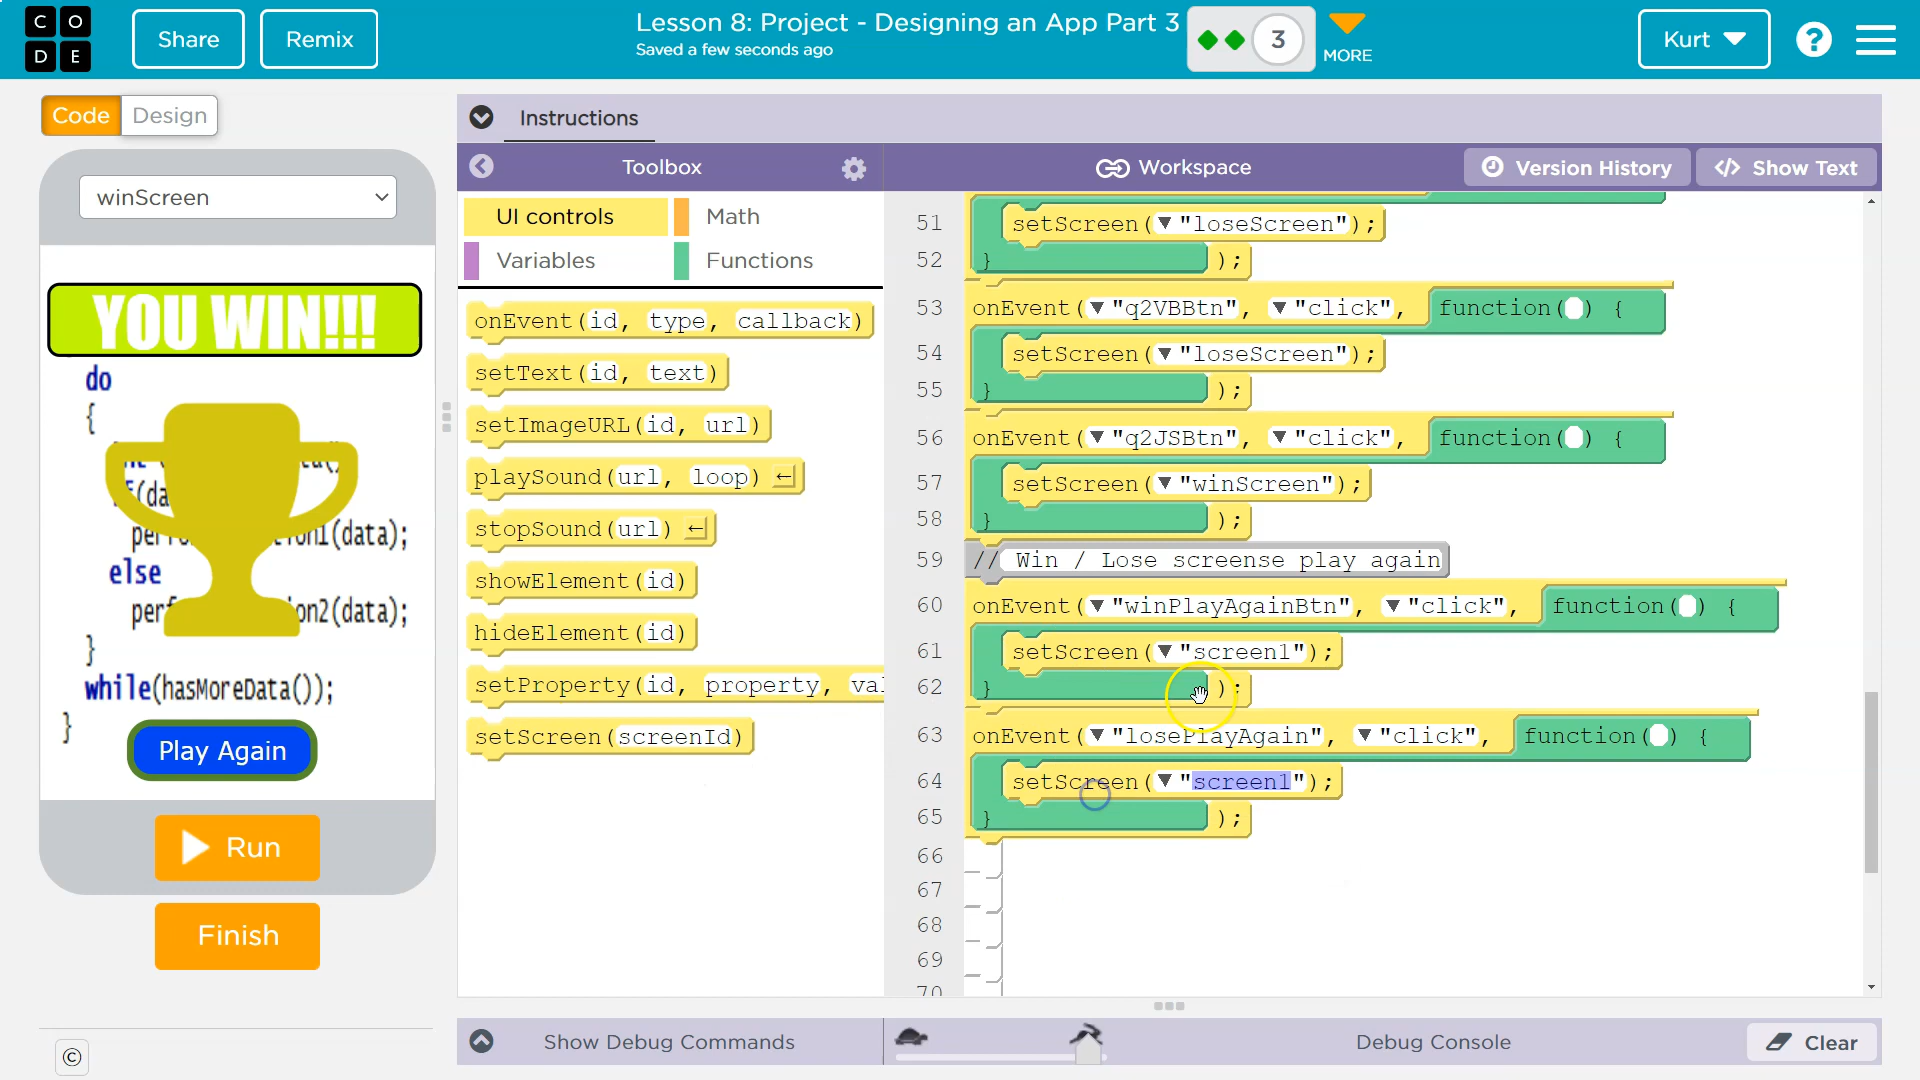 CO
DE
Share
Remix
Lesson 8: Project - Designing an App Part 3
Saved a few seconds ago
3
MORE
Kurt
?
Code
Design
winScreen
YOU WIN!!!
do
{
(data);
else
(data);
}
while(hasMoreData());
}
Play Again
Run
Finish
©
Instructions
Toolbox
Workspace
Version History
</> Show Text
UI controls
Math
Variables
Functions
onEvent(id, type, callback)
setText(id, text)
setImageURL(id, url)
playSound(url, loop) ←
stopSound(url) ←
showElement(id)
hideElement(id)
setProperty(id, property, val
setScreen(screenId)
51 setScreen(▼"loseScreen");
52 } );
53 onEvent(▼"q2VBBtn", ▼"click", function( ) {
54 setScreen(▼"loseScreen");
55 } );
56 onEvent(▼"q2JSBtn", ▼"click", function( ) {
57 setScreen(▼"winScreen");
58 } );
59 // Win / Lose screense play again
60 onEvent(▼"winPlayAgainBtn", ▼"click", function( ) {
61 setScreen(▼"screen1");
62 } );
63 onEvent(▼"losePlayAgain", ▼"click", function( ) {
64 setScreen(▼"screen1");
65 } );
66
67
68
69
70
Show Debug Commands
Debug Console
Clear